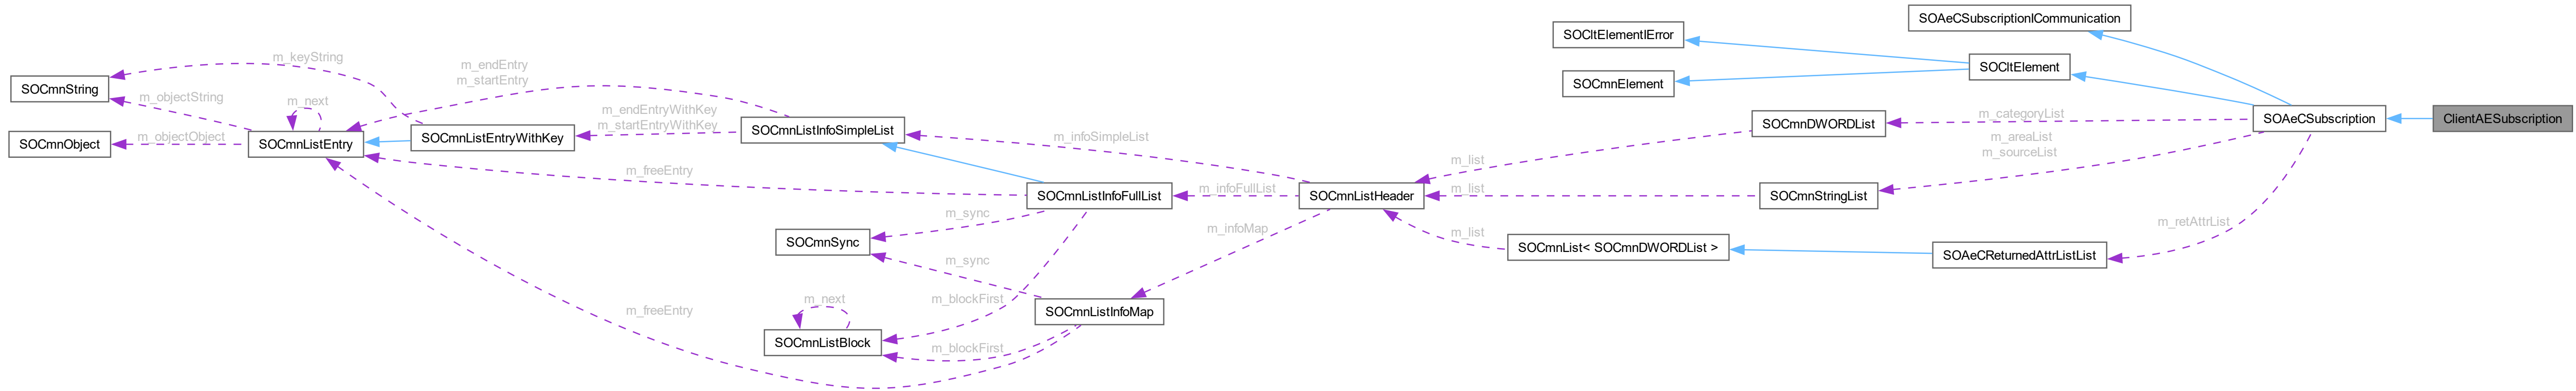 SOCmnString
SOCmnObject
m_keyString
m_objectString
m_objectObject
m_next
SOCmnListEntry
SOCmnListEntryWithKey
m_endEntry
m_startEntry
m_endEntryWithKey
m_startEntryWithKey
m_freeEntry
m_freeEntry
SOCmnListInfoSimpleList
SOCmnSync
m_next
SOCmnListBlock
m_sync
m_sync
m_blockFirst
m_blockFirst
SOCmnListInfoFullList
SOCmnListInfoMap
m_infoSimpleList
m_infoFullList
m_infoMap
SOCmnListHeader
m_list
m_list
m_list
SOCltElementIError
SOCmnElement
SOCmnDWORDList
SOCmnStringList
SOCmnList< SOCmnDWORDList >
SOAeCSubscriptionICommunication
SOCltElement
m_categoryList
m_areaList
m_sourceList
m_retAttrList
SOAeCReturnedAttrListList
SOAeCSubscription
ClientAESubscription